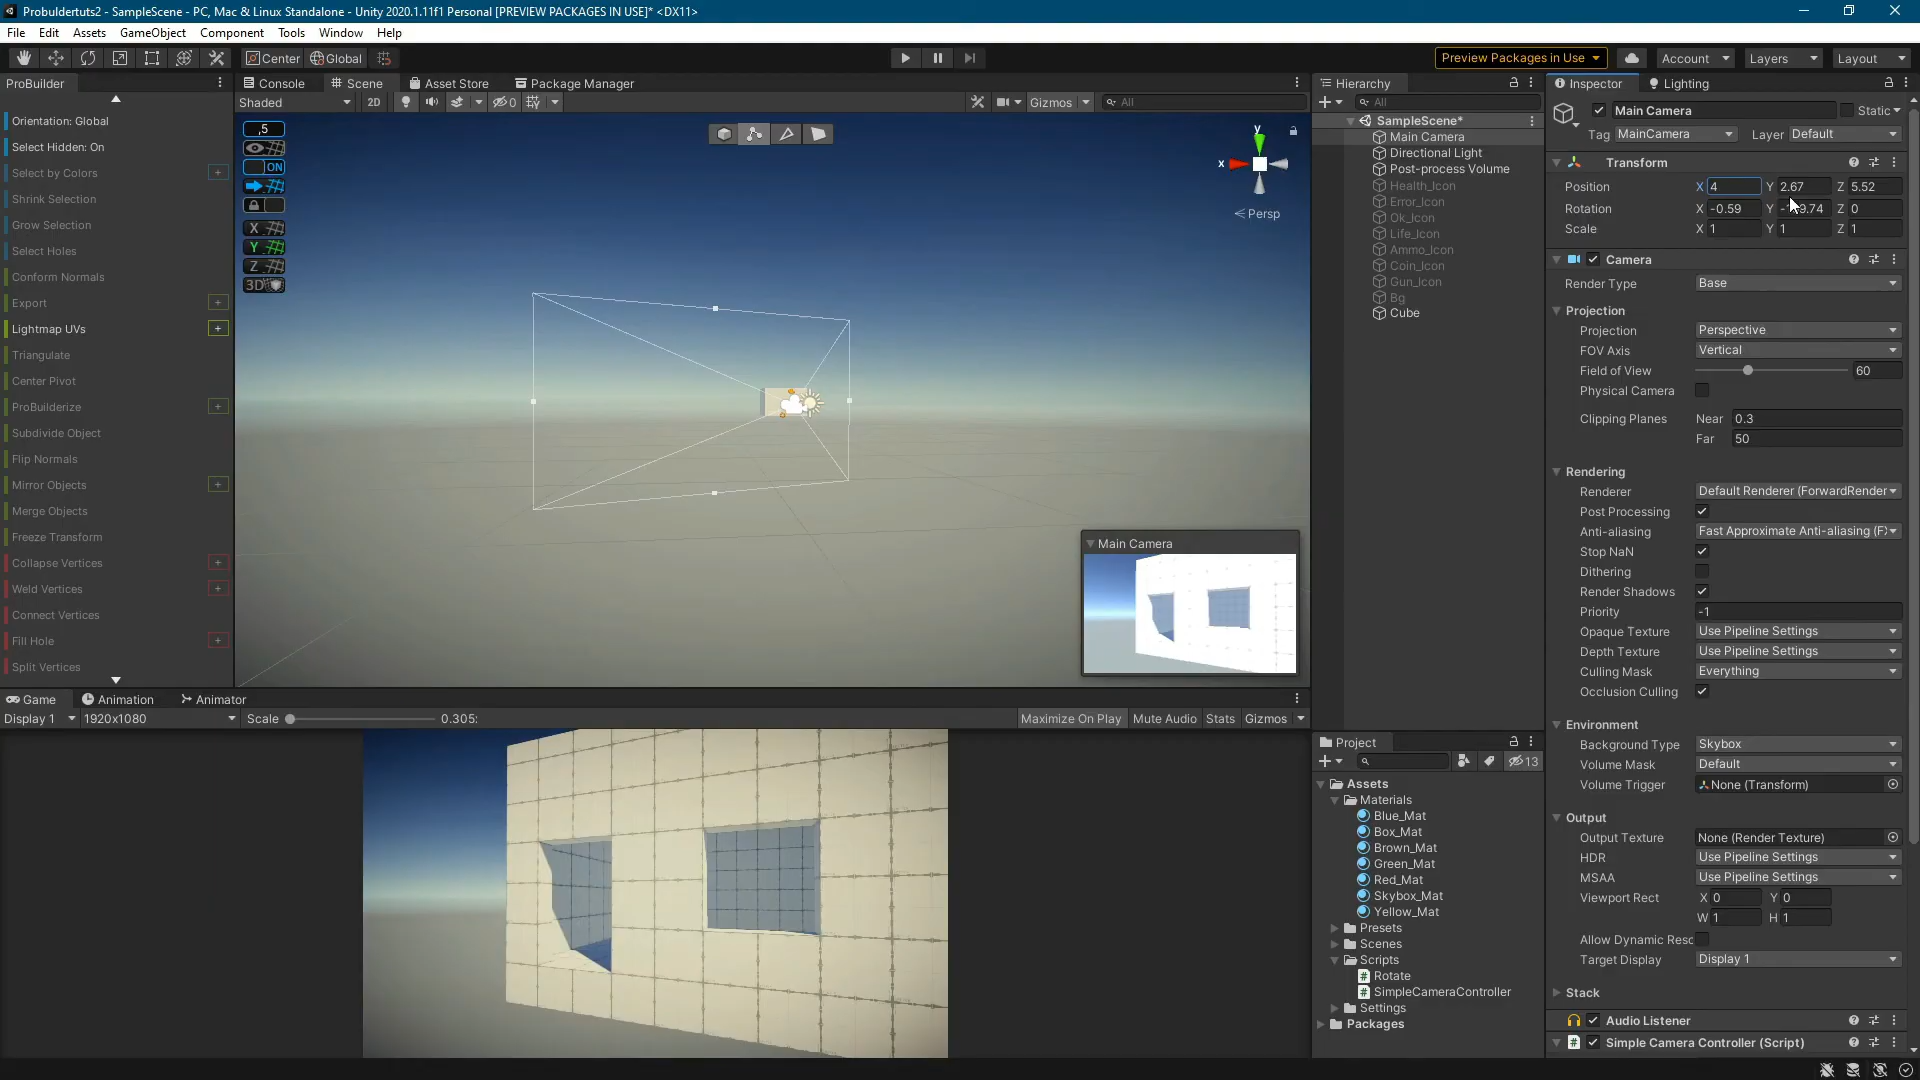 Probuldertuts2 - SampleScene - PC, Mac & Linux Standalone - Unity 2020.1.11f1 Personal [PREVIEW PACKAGES IN USE]* <DX11>
File Edit Assets GameObject Component Tools Window Help
Center Global Preview Packages in Use Account Layers Layout
ProBuilder
Orientation: Global
Select Hidden: On
Select by Colors +
Shrink Selection
Grow Selection
Select Holes
Conform Normals
Export +
Lightmap UVs +
Triangulate
Center Pivot
ProBuilderize +
Subdivide Object
Flip Normals
Mirror Objects +
Merge Objects
Freeze Transform
Collapse Vertices +
Weld Vertices +
Connect Vertices
Fill Hole +
Split Vertices
Console Scene Asset Store Package Manager
Shaded 2D 0 Gizmos All
,5
ON
X
Y
Z
3D
y
x
Persp
Main Camera
Game Animation Animator
Display 1 1920x1080 Scale 0.305: Maximize On Play Mute Audio Stats Gizmos
Hierarchy
+ All
SampleScene*
Main Camera
Directional Light
Post-process Volume
Health_Icon
Error_Icon
Ok_Icon
Life_Icon
Ammo_Icon
Coin_Icon
Gun_Icon
Bg
Cube
Project
+ 13
Assets
Materials
Blue_Mat
Box_Mat
Brown_Mat
Green_Mat
Red_Mat
Skybox_Mat
Yellow_Mat
Presets
Scenes
Scripts
Rotate
SimpleCameraController
Settings
Packages
Inspector Lighting
Main Camera Static
Tag MainCamera Layer Default
Transform
Position X 4 Y 2.67 Z 5.52
Rotation X -0.59 Y Z 0
Scale X 1 Y 1 Z 1
Camera
Render Type Base
Projection
Projection Perspective
FOV Axis Vertical
Field of View 60
Physical Camera
Clipping Planes Near 0.3
Far 50
Rendering
Renderer Default Renderer (ForwardRender
Post Processing
Anti-aliasing Fast Approximate Anti-aliasing (F
Stop NaN
Dithering
Render Shadows
Priority -1
Opaque Texture Use Pipeline Settings
Depth Texture Use Pipeline Settings
Culling Mask Everything
Occlusion Culling
Environment
Background Type Skybox
Volume Mask Default
Volume Trigger None (Transform)
Output
Output Texture None (Render Texture)
HDR Use Pipeline Settings
MSAA Use Pipeline Settings
Viewport Rect X 0 Y 0
W 1 H 1
Allow Dynamic Resc
Target Display Display 1
Stack
Audio Listener
Simple Camera Controller (Script)